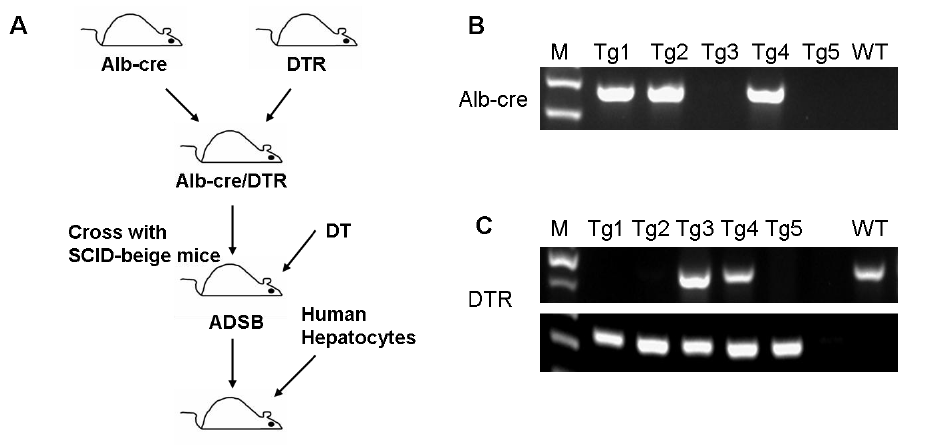 A
Alb-cre
DTR
Alb-cre/DTR
Cross with
SCID-beige mice
DT
ADSB
Human
Hepatocytes
B
M Tg1 Tg2 Tg3 Tg4 Tg5 WT
Alb-cre
C
M Tg1 Tg2 Tg3 Tg4 Tg5 WT
DTR